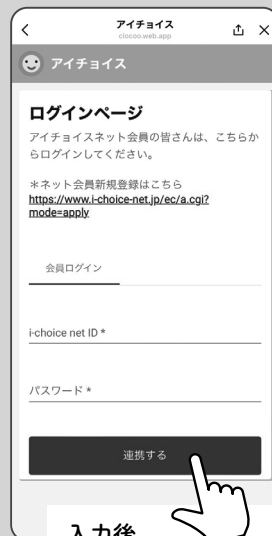 アイチョイス
ciocoo.web.app
アイチョイス
ログインページ
アイチョイスネット会員の皆さんは、こちらか
らログインしてください。
＊ネット会員新規登録はこちら
https://www.i-choice-net.jp/ec/a.cgi?
mode=apply
会員ログイン
i-choice net ID *
パスワード *
連携する
入力後